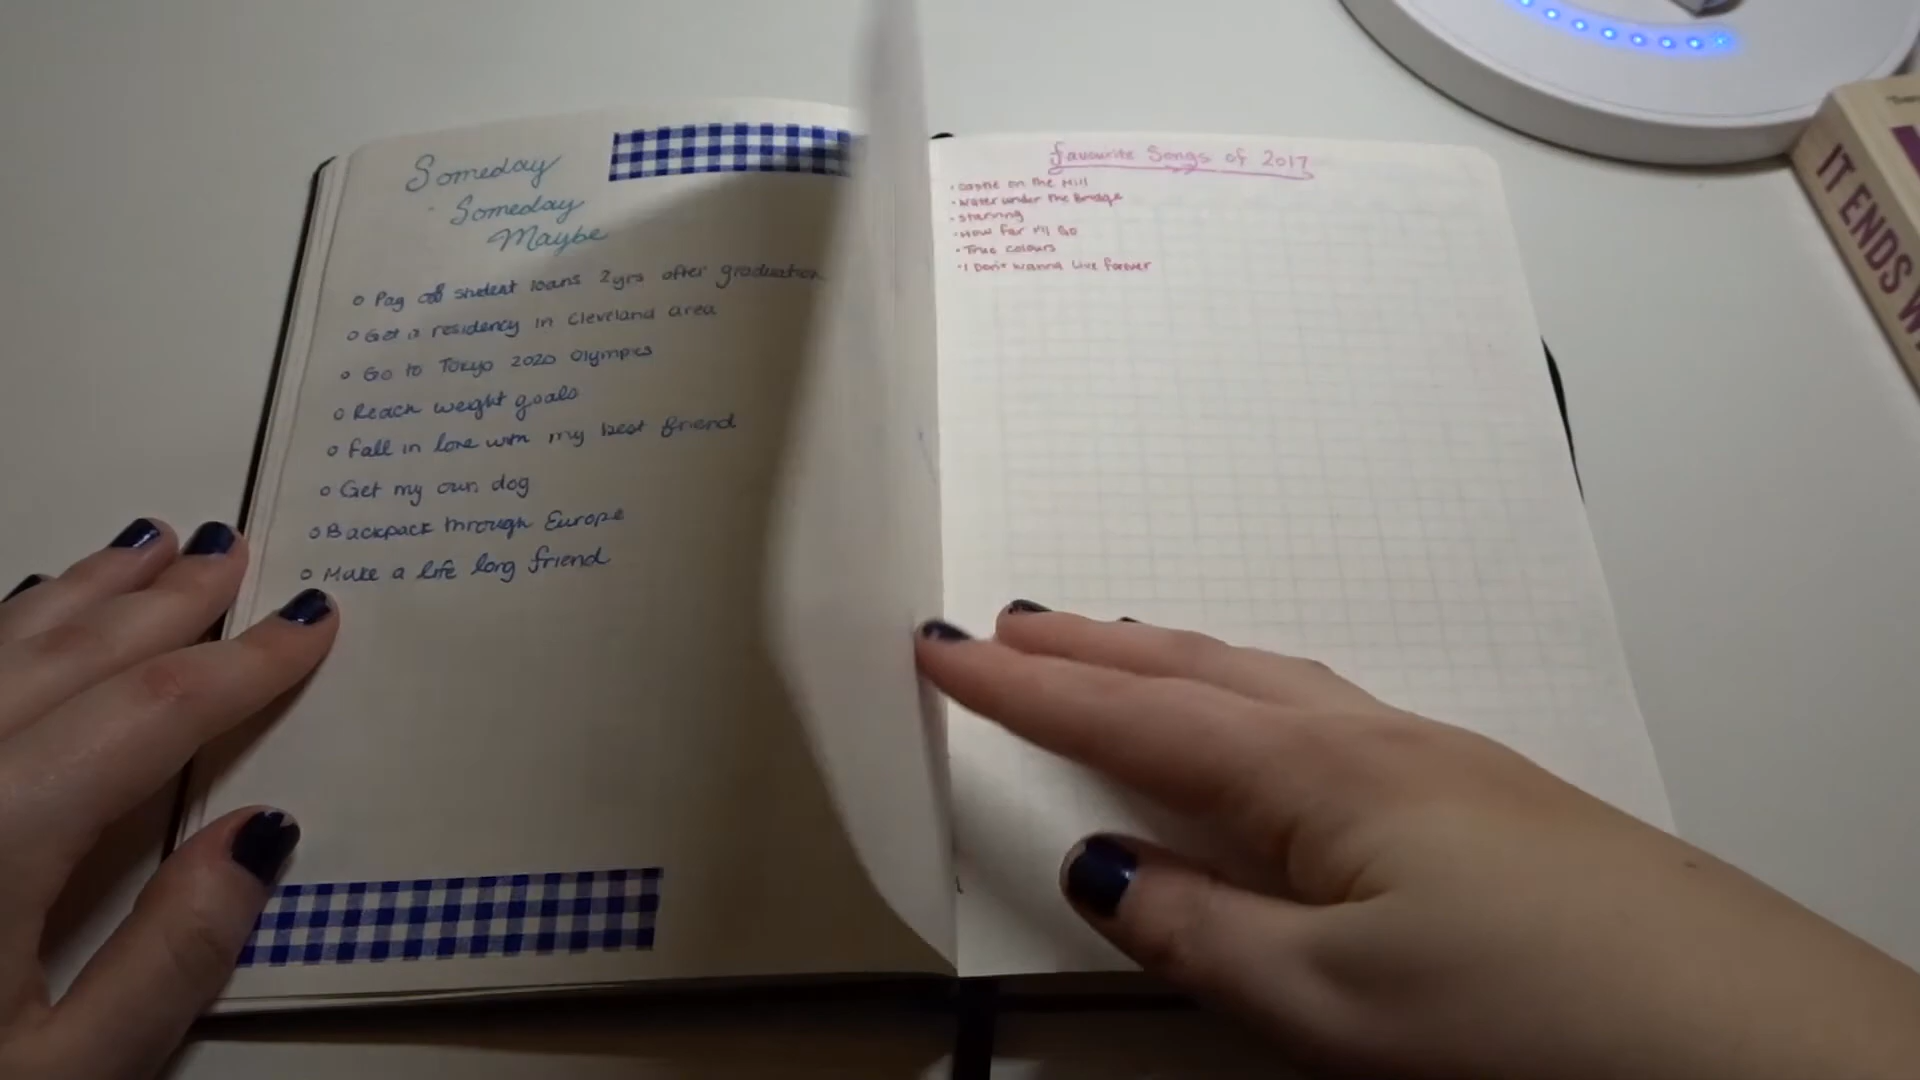 Someday
Someday
Maybe
Pay off student loans 2yrs after graduation
Get a residency in Cleveland area
Go to Tokyo 2020 Olympics
Reach weight goals
Fall in love with my best friend
Get my own dog
Backpack through Europe
Make a life long friend
favourite Songs of 2017
• Castle on the Hill
• Water under the Bridge
• Starving
• How far I'll Go
• True colours
• I Don't wanna Live forever
IT ENDS W